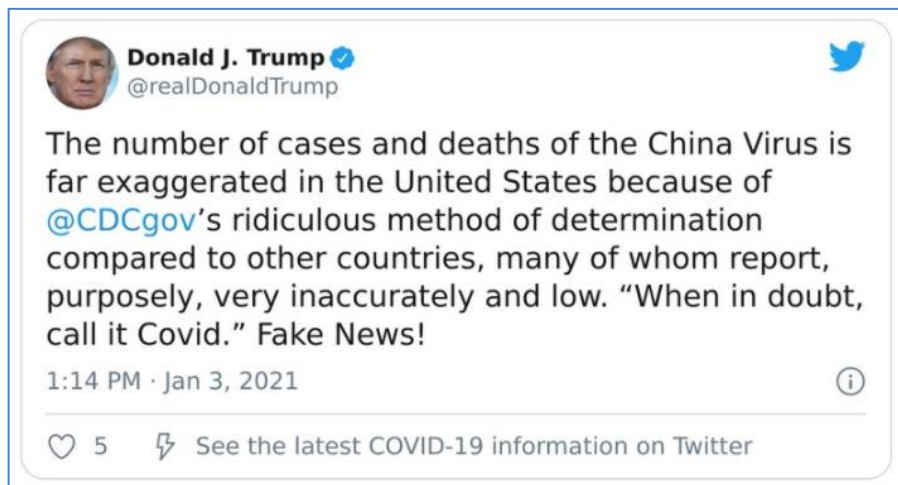 Donald J. Trump
@realDonaldTrump
The number of cases and deaths of the China Virus is
far exaggerated in the United States because of
@CDCgov’s ridiculous method of determination
compared to other countries, many of whom report,
purposely, very inaccurately and low. “When in doubt,
call it Covid.” Fake News!
1:14 PM · Jan 3, 2021
5 See the latest COVID-19 information on Twitter